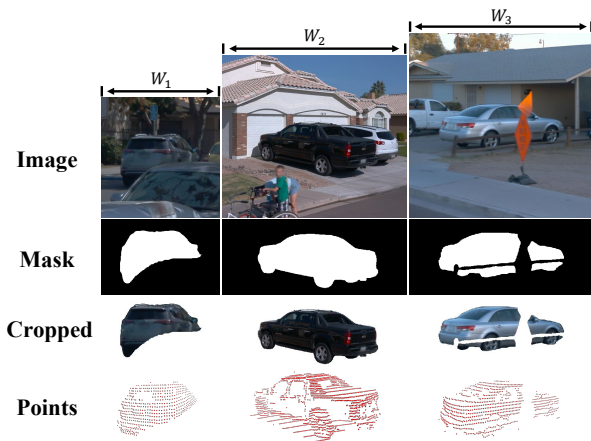 W₁
W₂
W₃
Image
Mask
Cropped
Points